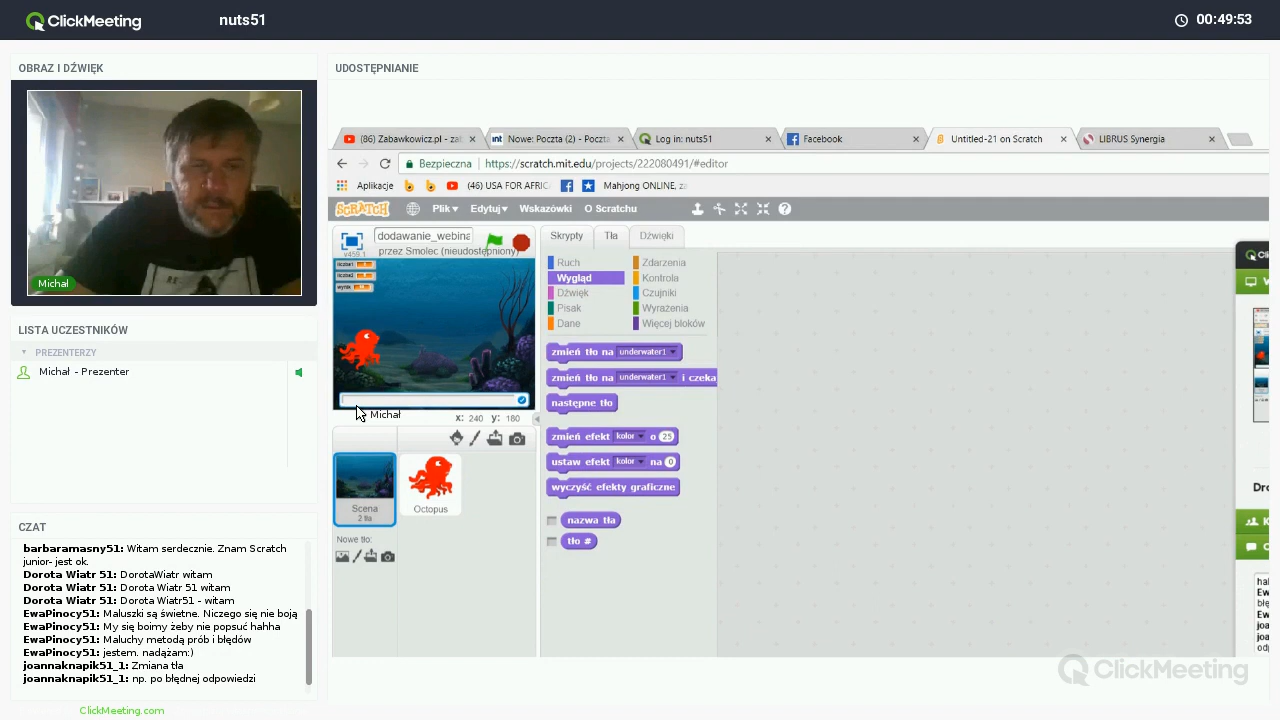 ClickMeeting
nuts51
00:49:53
OBRAZ I DŹWIĘK
Michał
LISTA UCZESTNIKÓW
PREZENTERZY
Michał - Prezenter
CZAT
barbaramasny51: Witam serdecznie. Znam Scratch
junior- jest ok.
Dorota Wiatr 51: DorotaWiatr witam
Dorota Wiatr 51: Dorota Wiatr 51 witam
Dorota Wiatr 51: Dorota Wiatr51 - witam
EwaPinocy51: Maluszki są świetne. Niczego się nie boją
EwaPinocy51: My się boimy żeby nie popsuć hahha
EwaPinocy51: Maluchy metodą prób i błędów
EwaPinocy51: jestem. nadążam:)
joannaknapik51_1: Zmiana tła
joannaknapik51_1: np. po błędnej odpowiedzi
ClickMeeting.com
UDOSTĘPNIANIE
(86) Zabawkowicz.pl - za
Nowe: Poczta (2) - Poczta
Log in: nuts51
Facebook
Untitled-21 on Scratch
LIBRUS Synergia
Bezpieczna
https://scratch.mit.edu/projects/222080491/#editor
Aplikacje
(46) USA FOR AFRIC
Mahjong ONLINE, za
SCRATCH
Plik
Edytuj
Wskazówki
O Scratchu
dodawanie_webina
przez Smolec (nieudostępniony)
v459.1
liczba1
liczba2
wynik
Michał
x: 240 y: 180
Scena
2 tła
Octopus
Nowe tło:
Skrypty
Tła
Dźwięki
Ruch
Zdarzenia
Wygląd
Kontrola
Dźwięk
Czujniki
Pisak
Wyrażenia
Dane
Więcej bloków
zmień tło na underwater1
zmień tło na underwater1 i czeka
następne tło
zmień efekt kolor o 25
ustaw efekt kolor na 0
wyczyść efekty graficzne
nazwa tła
tło #
ClickMeeting